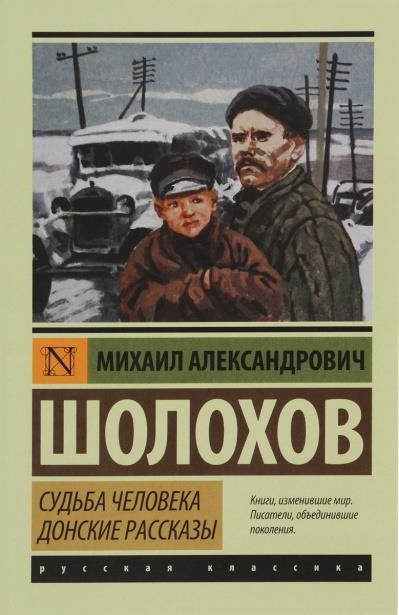 N
МИХАИЛ АЛЕКСАНДРОВИЧ
ШОЛОХОВ
СУДЬБА ЧЕЛОВЕКА
ДОНСКИЕ РАССКАЗЫ
Книги, изменившие мир.
Писатели, объединившие
поколения.
русская классика